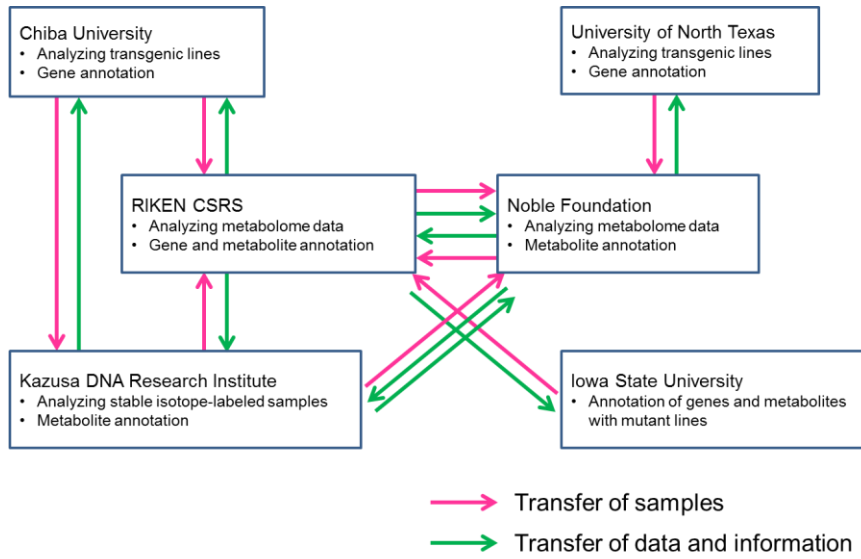 Chiba University
• Analyzing transgenic lines
• Gene annotation
University of North Texas
• Analyzing transgenic lines
• Gene annotation
RIKEN CSRS
• Analyzing metabolome data
• Gene and metabolite annotation
Noble Foundation
• Analyzing metabolome data
• Metabolite annotation
Kazusa DNA Research Institute
• Analyzing stable isotope-labeled samples
• Metabolite annotation
Iowa State University
• Annotation of genes and metabolites
with mutant lines
Transfer of samples
Transfer of data and information